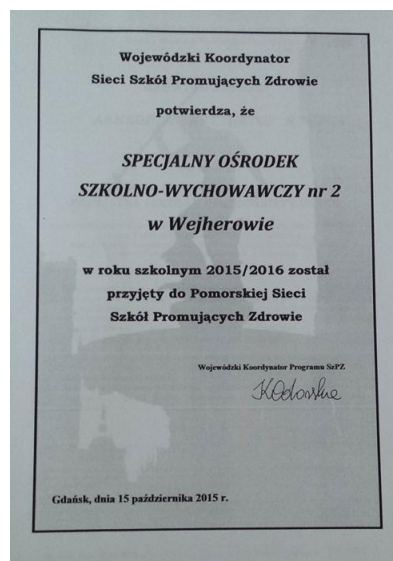 Wojewódzki Koordynator
Sieci Szkół Promujących Zdrowie
potwierdza, że
SPECJALNY OŚRODEK
SZKOLNO-WYCHOWAWCZY nr 2
w Wejherowie
w roku szkolnym 2015/2016 został
przyjęty do Pomorskiej Sieci
Szkół Promujących Zdrowie
Wojewódzki Koordynator Programu SzPZ
Gdańsk, dnia 15 października 2015 r.